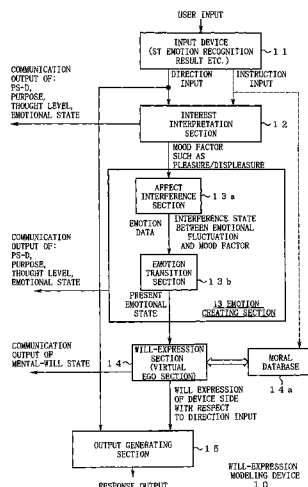 USER INPUT
INPUT DEVICE
(ST EMOTION RECOGNITION
RESULT ETC.)
11
COMMUNICATION
OUTPUT OF:
PS-D,
PURPOSE,
THOUGHT LEVEL,
EMOTIONAL STATE
DIRECTION
INPUT
INSTRUCTION
INPUT
INTEREST
INTERPRETATION
SECTION
12
MOOD FACTOR
SUCH AS
PLEASURE/DISPLEASURE
AFFECT
INTERFERENCE
SECTION
13a
EMOTION
DATA
INTERFERENCE STATE
BETWEEN EMOTIONAL
FLUCTUATION
AND MOOD FACTOR
COMMUNICATION
OUTPUT OF:
PS-D,
PURPOSE,
THOUGHT LEVEL,
EMOTIONAL STATE
EMOTION
TRANSITION
SECTION
13b
PRESENT
EMOTIONAL
STATE
13 EMOTION
CREATING SECTION
COMMUNICATION
OUTPUT OF
MENTAL-WILL STATE
14
WILL-EXPRESSION
SECTION
(VIRTUAL
EGO SECTION)
MORAL
DATABASE
14a
WILL EXPRESSION
OF DEVICE SIDE
WITH RESPECT
TO DIRECTION INPUT
OUTPUT GENERATING
SECTION
15
WILL-EXPRESSION
MODELING DEVICE
10
RESPONSE OUTPUT